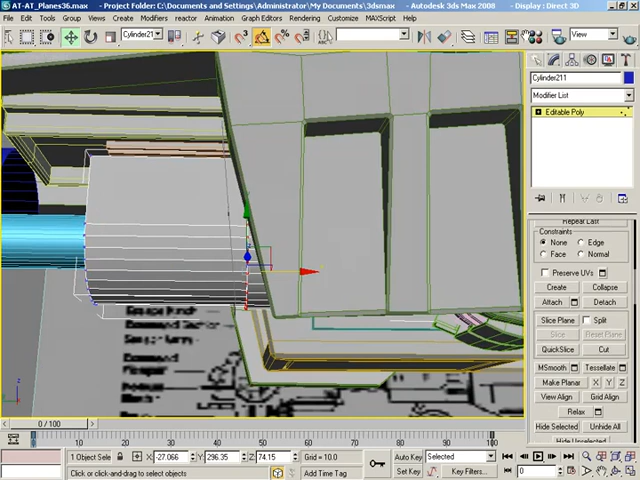 AT-AT_Planes36.max - Project Folder: C:\Documents and Settings\Administrator\My Documents\3dsmax - Autodesk 3ds Max 2008 - Display : Direct 3D
File Edit Tools Group Views Create Modifiers reactor Animation Graph Editors Rendering Customize MAXScript Help
Cylinder21 View
Cylinder211
Modifier List
Editable Poly
Repeat Last
Constraints
None Edge
Face Normal
Preserve UVs
Create Collapse
Attach Detach
Slice Plane Split
Slice Reset Plane
QuickSlice Cut
MSmooth Tessellate
Make Planar X Y Z
View Align Grid Align
Relax
Hide Selected Unhide All
Hide Unselected
Command
0 / 100
0 10 20 30 40 50 60 70 80 90 100
1 Object Sele X: -27.066 Y: 296.35 Z: 74.15 Grid = 10.0 Auto Key Selected
Click or click-and-drag to select objects Add Time Tag Set Key Key Filters... 0